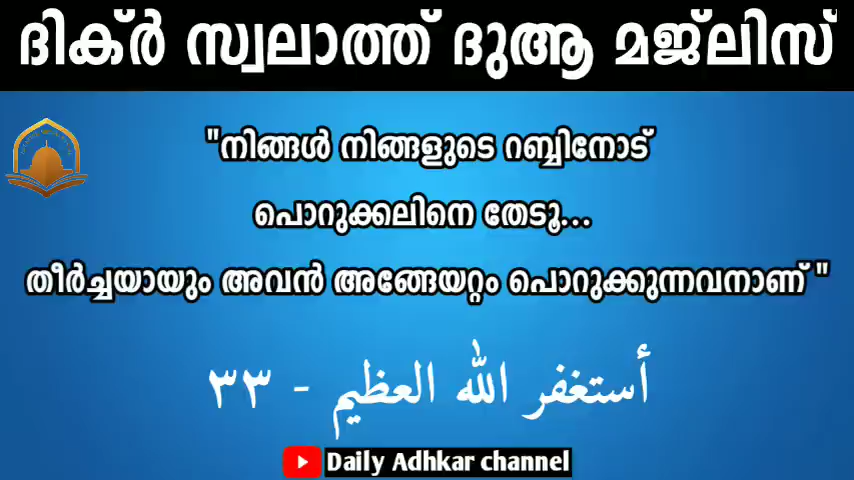 ദിക്ർ സ്വലാത്ത് ദുആ മജ്ലിസ്
"നിങ്ങൾ നിങ്ങളുടെ റബ്ബിനോട്
പൊറുക്കലിനെ തേടൂ...
തീർച്ചയായും അവൻ അങ്ങേയറ്റം പൊറുക്കുന്നവനാണ് "
أستغفر الله العظيم - ٣٣
Daily Adhkar channel